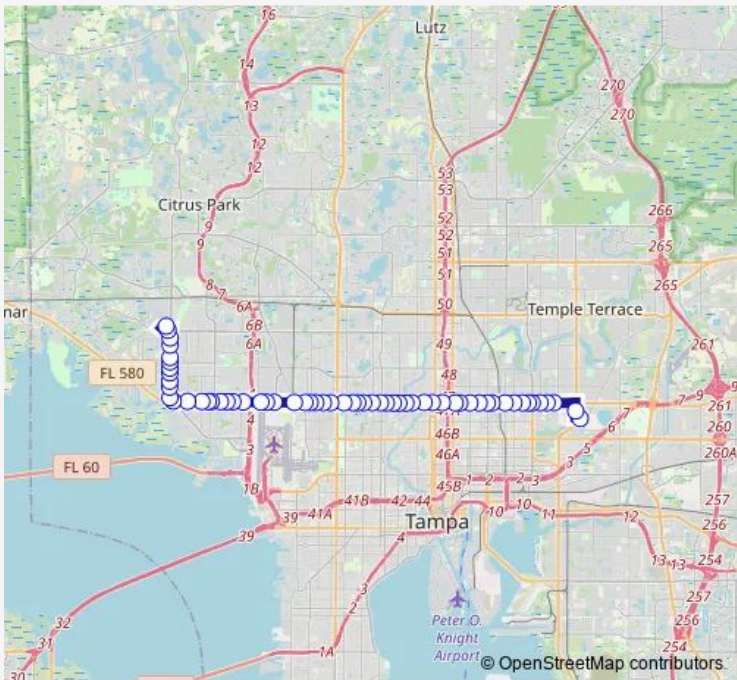 16
Lutz
14
270
13
270
12
53
12
53
Citrus Park
52
266
9
52
265
9
51
51
265
8
7
6A
50
Temple Terrace
nar
6B
6A
49
261
FL 580
48
9
7
9
261
4
7
6
46B
5
260
3
46A
3
260A
FL 60
1
2
2
3
1B
45B
41B
42
44
257
39
41A
Tampa
10
10
11
12
256
39
4
13
13
254
3
257
32
2
Peter O.
256
31
Knight
30
1A
Airport
254
© OpenStreetMap contributors